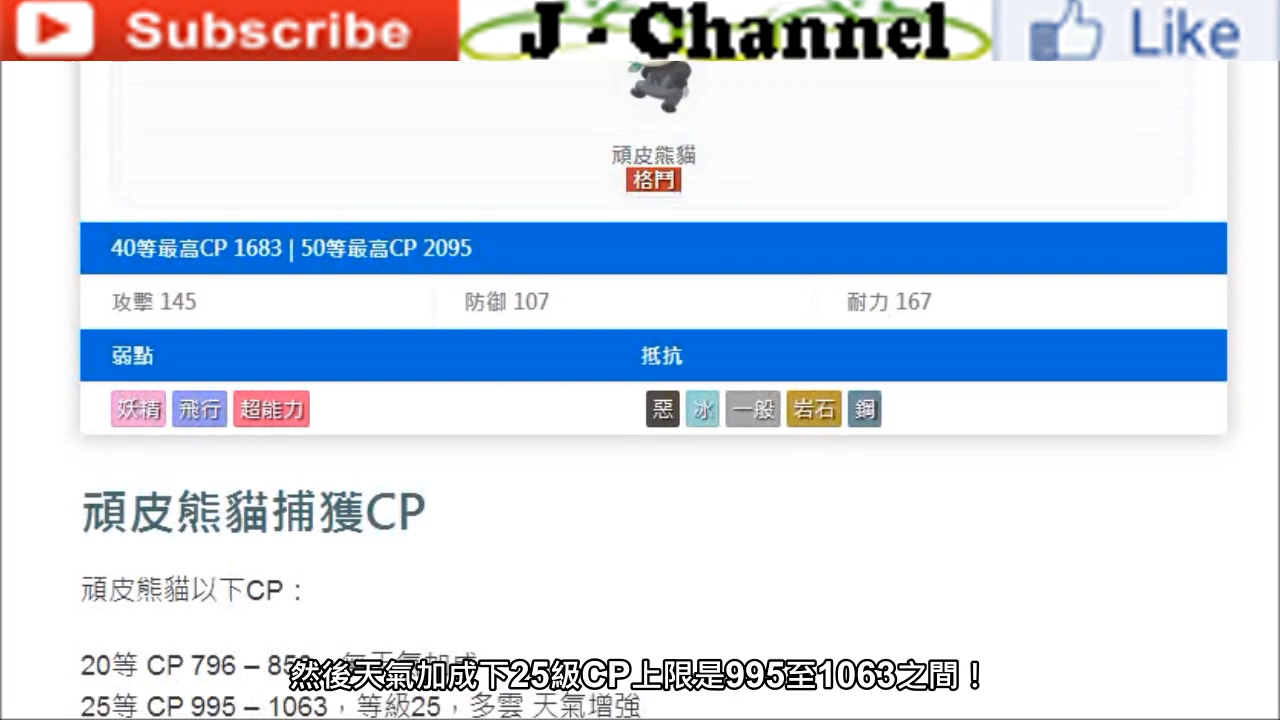 Subscribe
J - Channel
Like
頑皮熊貓
格鬥
40等最高CP 1683 | 50等最高CP 2095
攻擊 145
防御 107
耐力 167
弱點
抵抗
妖精 飛行 超能力
惡 冰 一般 岩石 鋼
頑皮熊貓捕獲CP
頑皮熊貓以下CP：
20等 CP 796 –
然後天氣加成下25級CP上限是995至1063之間！
25等 CP 995 – 1063，等級25，多雲 天氣增強